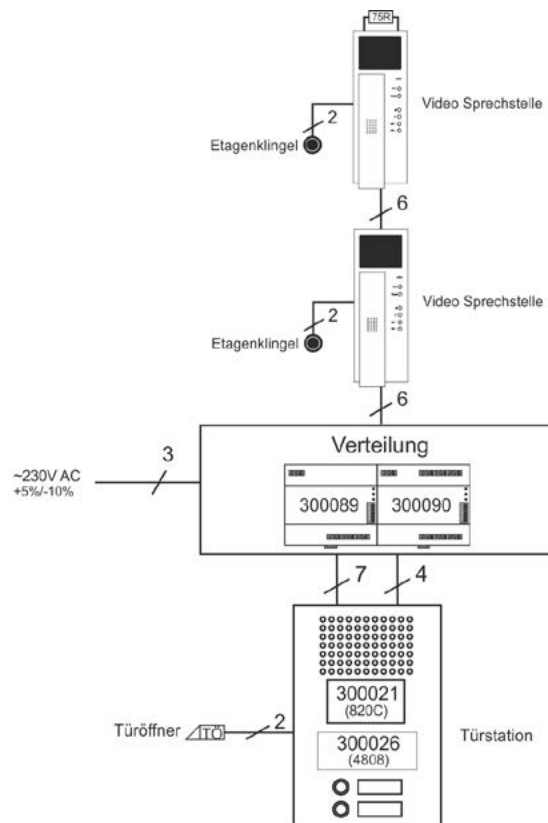 75R
Video Sprechstelle
2
Etagenklingel
6
Video Sprechstelle
2
Etagenklingel
6
Verteilung
3
~230V AC
+5%/-10%
300089
300090
7
4
300021
(820C)
Türöffner
TÖ
2
300026
(4808)
Türstation